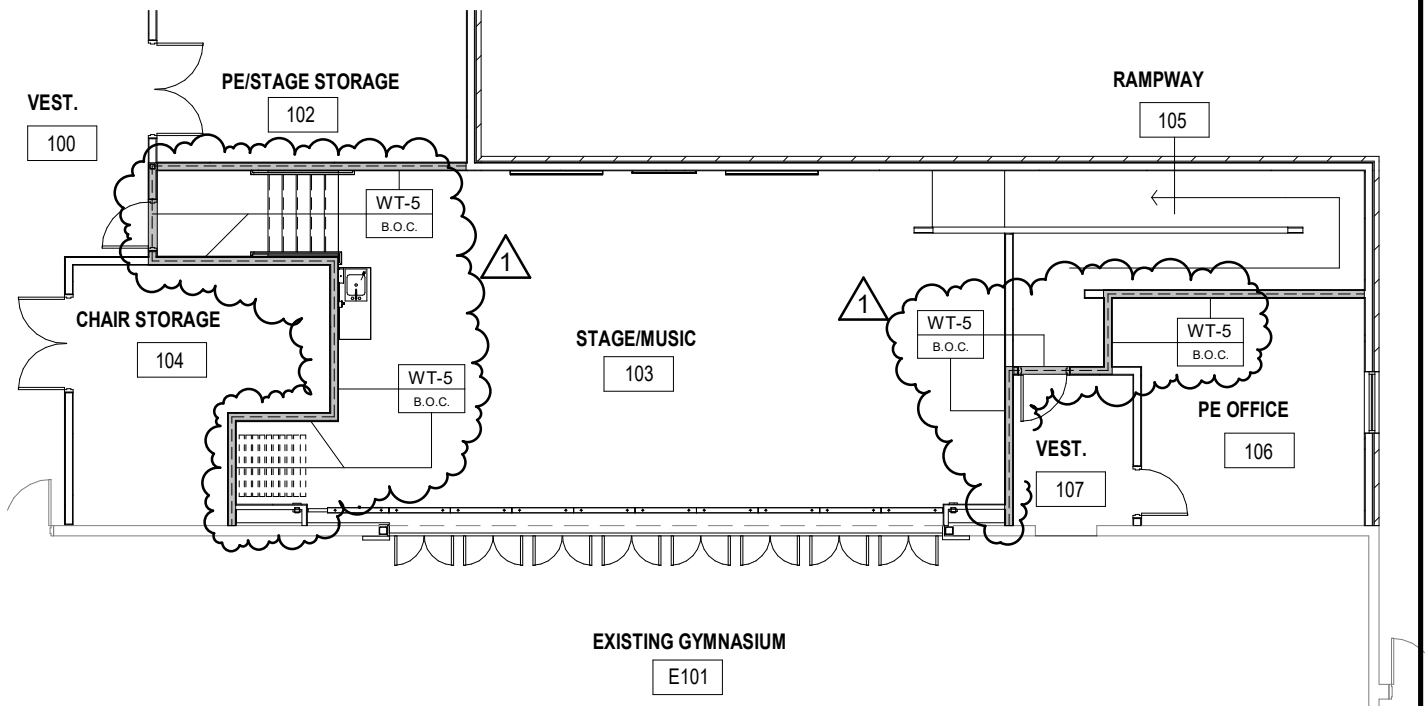 PE/STAGE STORAGE
102
RAMPWAY
105
VEST.
100
WT-5
B.O.C.
1
1
CHAIR STORAGE
104
STAGE/MUSIC
103
WT-5
B.O.C.
WT-5
B.O.C.
WT-5
B.O.C.
PE OFFICE
106
VEST.
107
EXISTING GYMNASIUM
E101